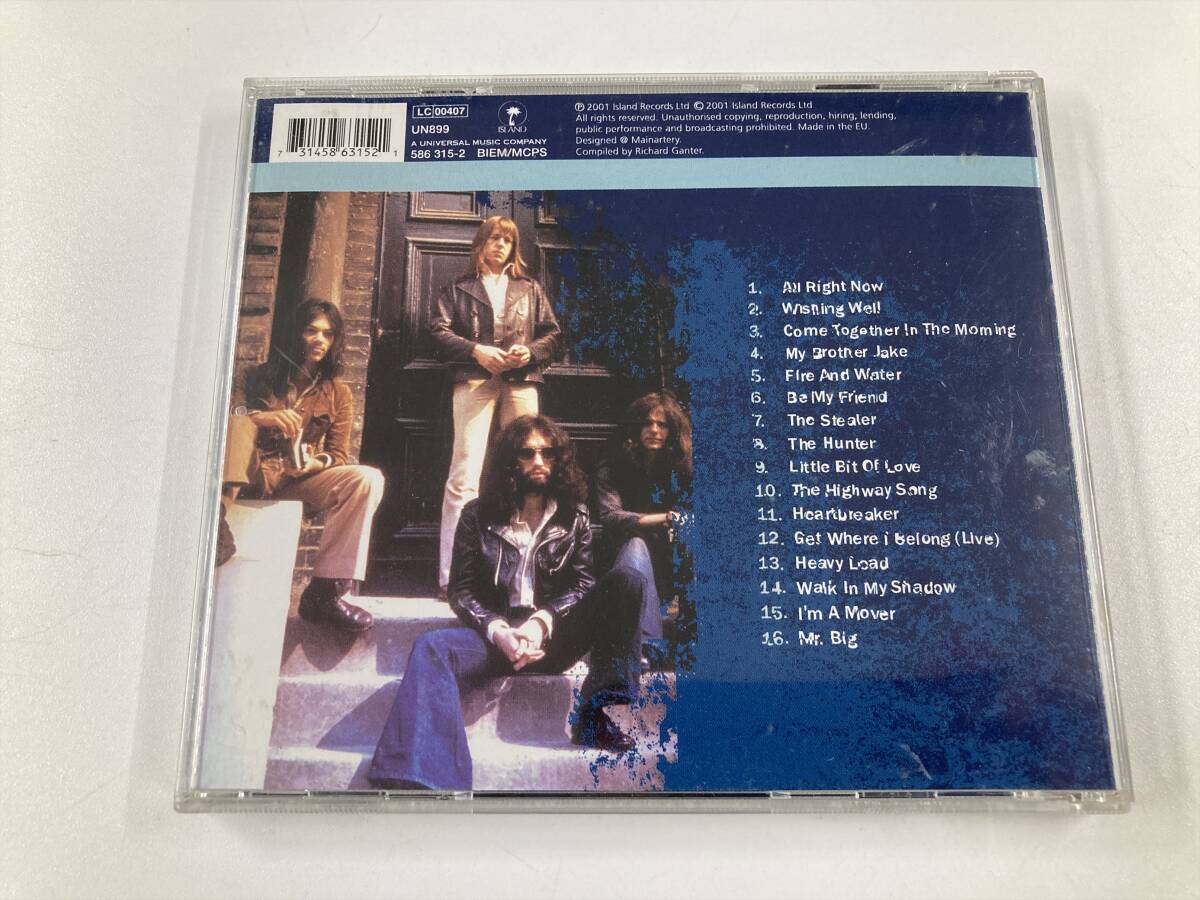 7 31458 63152 1
LC 00407
UN899
ISLAND
A UNIVERSAL MUSIC COMPANY
586 315-2 BIEM/MCPS
℗ 2001 Island Records Ltd © 2001 Island Records Ltd
All rights reserved. Unauthorised copying, reproduction, hiring, lending,
public performance and broadcasting prohibited. Made in the EU.
Designed @ Mainartery.
Compiled by Richard Ganter.
1. All Right Now
2. Wishing Well
3. Come Together In The Morning
4. My Brother Jake
5. Fire And Water
6. Be My Friend
7. The Stealer
8. The Hunter
9. Little Bit Of Love
10. The Highway Song
11. Heartbreaker
12. Get Where i Belong (Live)
13. Heavy Load
14. Walk In My Shadow
15. I'm A Mover
16. Mr. Big